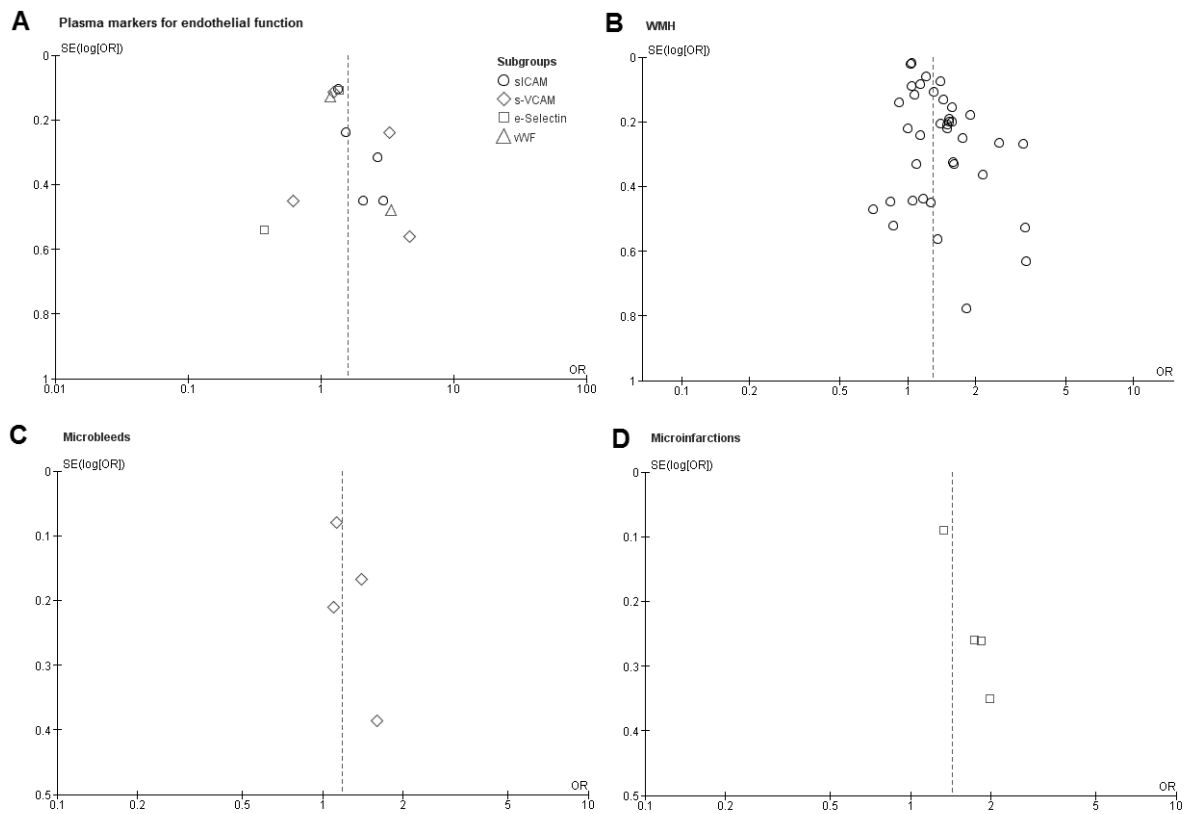 A Plasma markers for endothelial function
SE(log[OR])
0
0.2
0.4
0.6
0.8
1
0.01 0.1 1 10 100
OR
Subgroups
sICAM
s-VCAM
e-Selectin
vWF
B WMH
SE(log[OR])
0
0.2
0.4
0.6
0.8
1
0.1 0.2 0.5 1 2 5 10
OR
C Microbleeds
SE(log[OR])
0
0.1
0.2
0.3
0.4
0.5
0.1 0.2 0.5 1 2 5 10
OR
D Microinfarctions
SE(log[OR])
0
0.1
0.2
0.3
0.4
0.5
0.1 0.2 0.5 1 2 5 10
OR